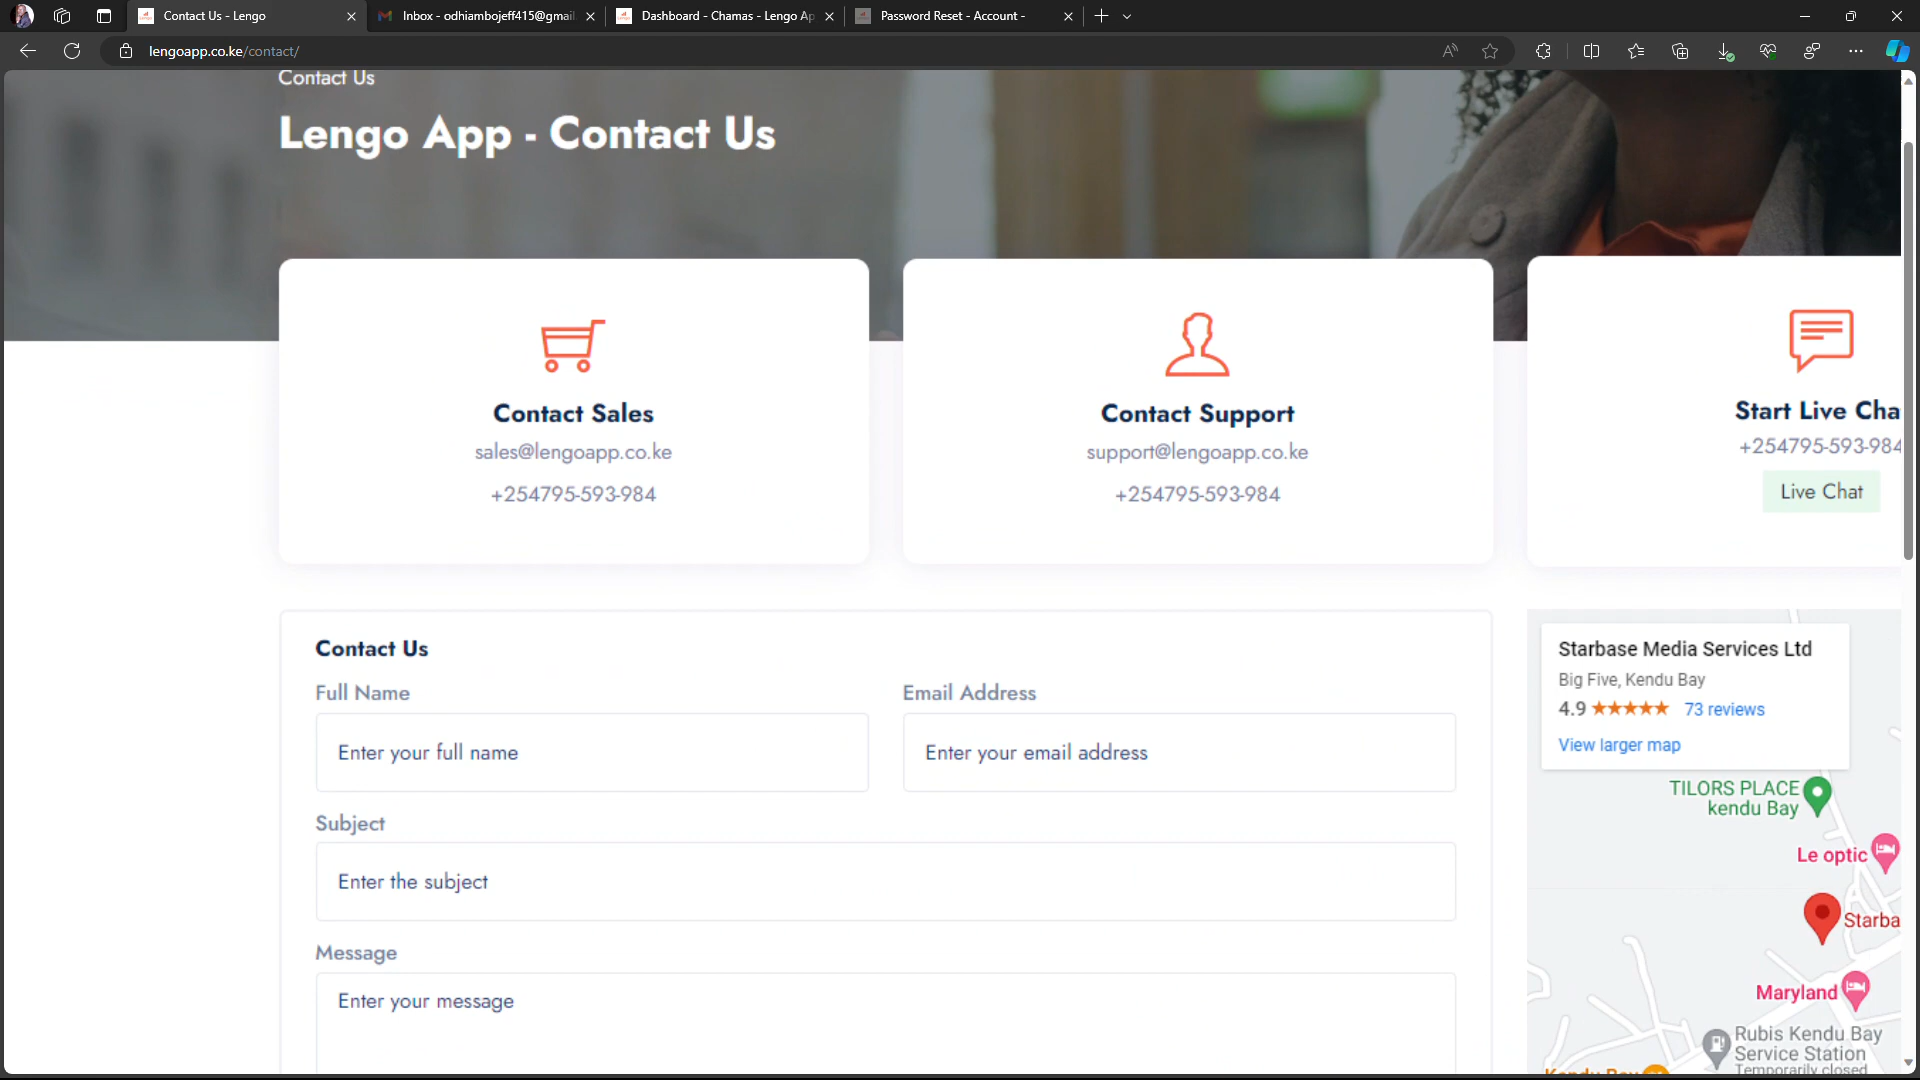 Contact Us - Lengo
Inbox - odhiambojeff415@gmail.
Dashboard - Chamas - Lengo Ap
Password Reset - Account -
lengoapp.co.ke/contact/
Contact Us
Lengo App - Contact Us
Contact Sales
sales@lengoapp.co.ke
+254795-593-984
Contact Support
support@lengoapp.co.ke
+254795-593-984
Start Live Cha
+254795-593-984
Live Chat
Contact Us
Full Name
Enter your full name
Email Address
Enter your email address
Subject
Enter the subject
Message
Enter your message
Starbase Media Services Ltd
Big Five, Kendu Bay
4.9 ★★★★★ 73 reviews
View larger map
TILORS PLACE
kendu Bay
Le optic
Starba
Maryland
Rubis Kendu Bay
Service Station
Temporarily closed
Kendu Bay